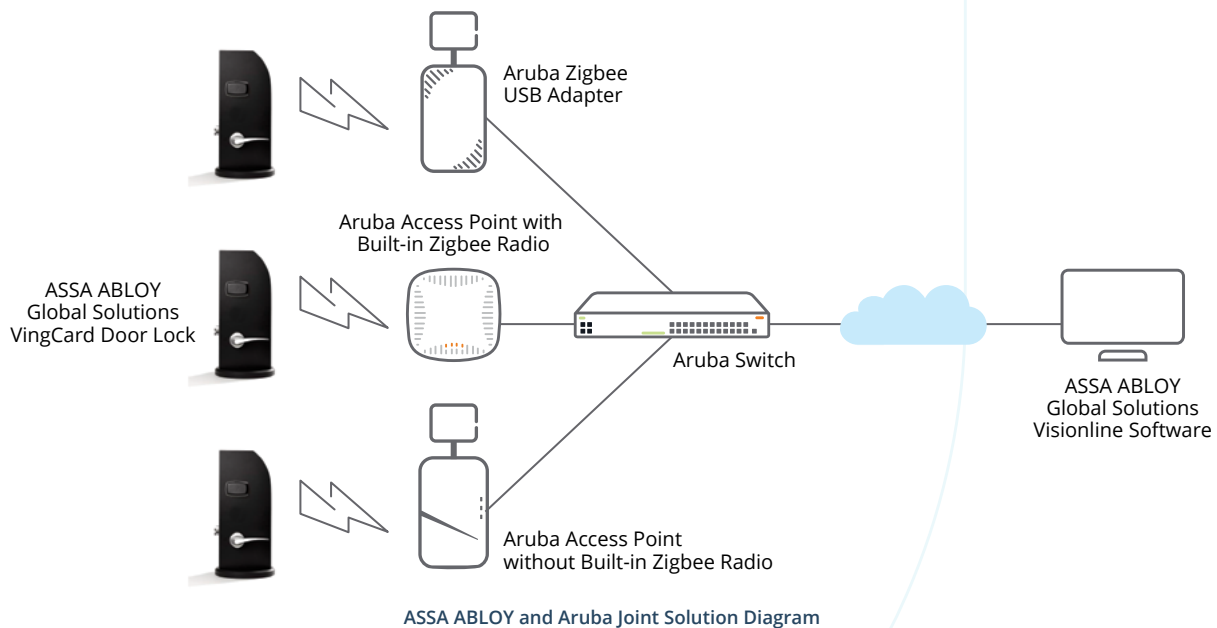 Aruba Zigbee
USB Adapter
Aruba Access Point with
Built-in Zigbee Radio
ASSA ABLOY
Global Solutions
VingCard Door Lock
Aruba Switch
ASSA ABLOY
Global Solutions
Visionline Software
Aruba Access Point
without Built-in Zigbee Radio
ASSA ABLOY and Aruba Joint Solution Diagram